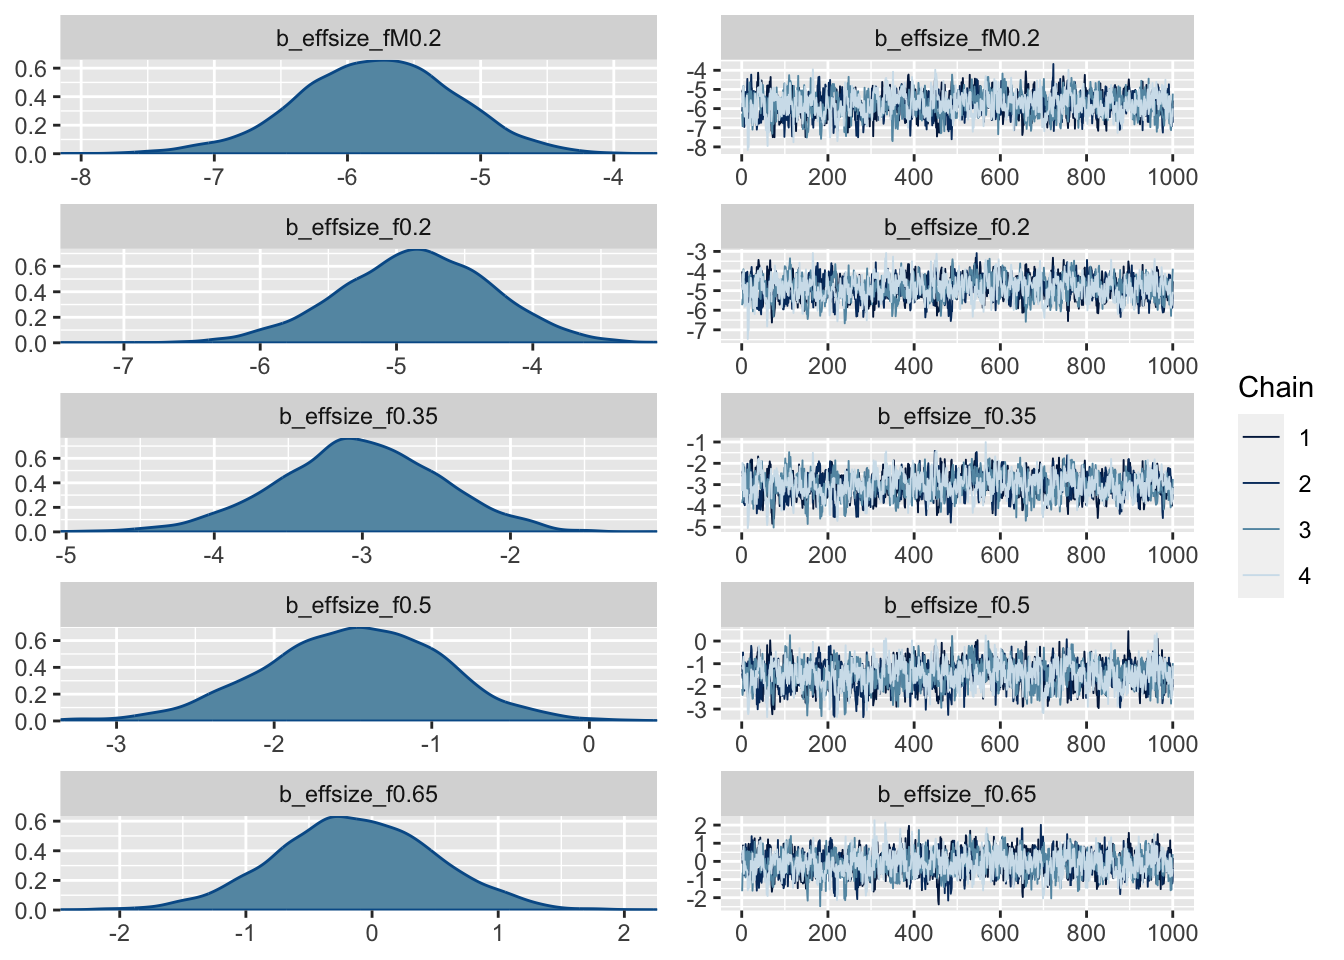 b_effsize_fM0.2
0.6
0.4
0.2
0.0
-8 -7 -6 -5 -4
b_effsize_fM0.2
-4
-5
-6
-7
-8
0 200 400 600 800 1000
b_effsize_f0.2
0.6
0.4
0.2
0.0
-7 -6 -5 -4
b_effsize_f0.2
-3
-4
-5
-6
-7
0 200 400 600 800 1000
b_effsize_f0.35
0.6
0.4
0.2
0.0
-5 -4 -3 -2
b_effsize_f0.35
-1
-2
-3
-4
-5
0 200 400 600 800 1000
b_effsize_f0.5
0.6
0.4
0.2
0.0
-3 -2 -1 0
b_effsize_f0.5
0
-1
-2
-3
0 200 400 600 800 1000
b_effsize_f0.65
0.6
0.4
0.2
0.0
-2 -1 0 1 2
b_effsize_f0.65
2
1
0
-1
-2
0 200 400 600 800 1000
Chain
1
2
3
4